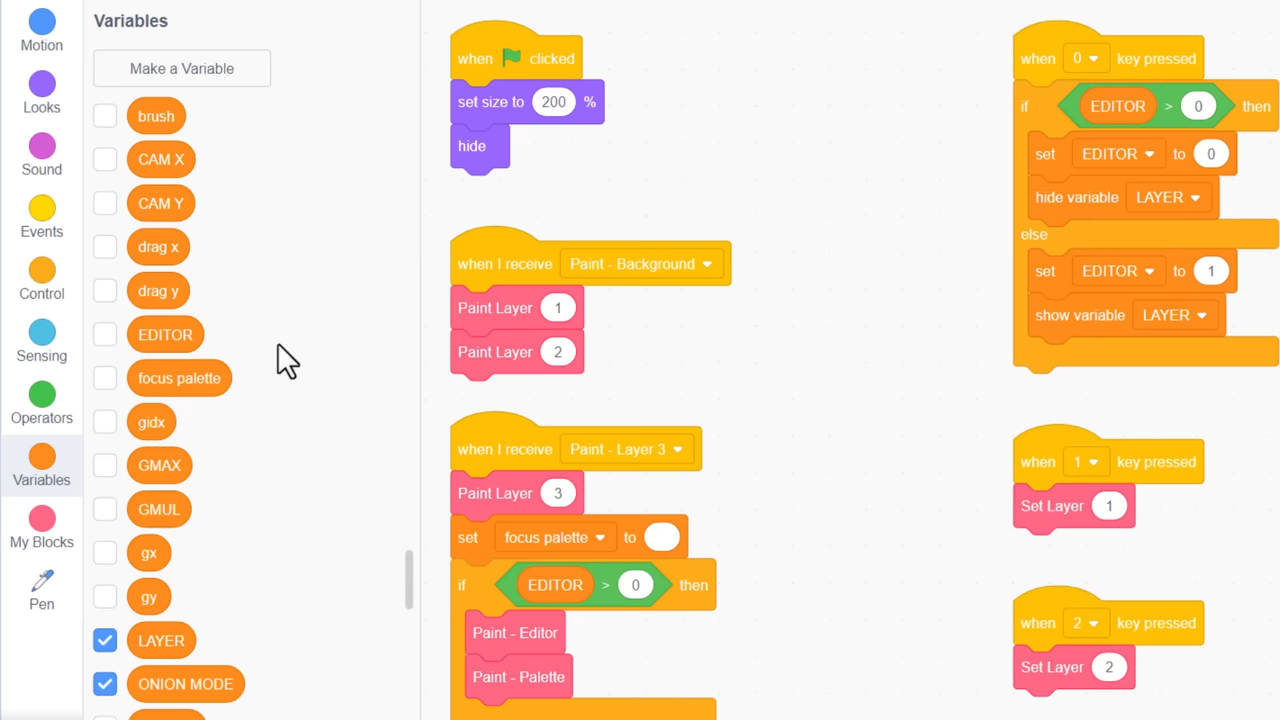 Motion
Looks
Sound
Events
Control
Sensing
Operators
Variables
My Blocks
Pen
Variables
Make a Variable
brush
CAM X
CAM Y
drag x
drag y
EDITOR
focus palette
gidx
GMAX
GMUL
gx
gy
LAYER
ONION MODE
when clicked
set size to 200 %
hide
when I receive Paint - Background
Paint Layer 1
Paint Layer 2
when I receive Paint - Layer 3
Paint Layer 3
set focus palette to
if EDITOR > 0 then
Paint - Editor
Paint - Palette
when 0 key pressed
if EDITOR > 0 then
set EDITOR to 0
hide variable LAYER
else
set EDITOR to 1
show variable LAYER
when 1 key pressed
Set Layer 1
when 2 key pressed
Set Layer 2